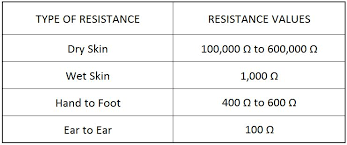 TYPE OF RESISTANCE RESISTANCE VALUES
Dry Skin 100,000 Ω to 600,000 Ω
Wet Skin 1,000 Ω
Hand to Foot 400 Ω to 600 Ω
Ear to Ear 100 Ω